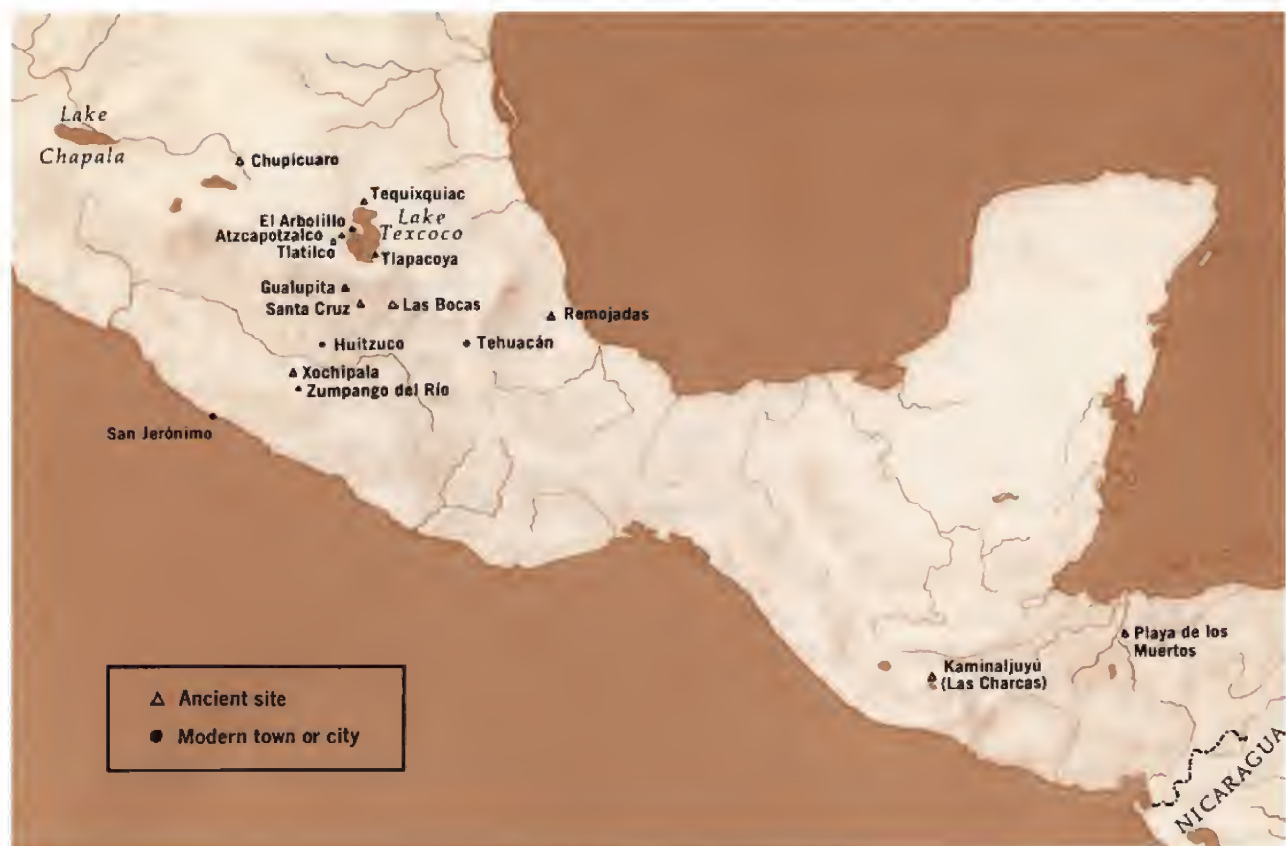 Lake
Chapala
Chupícuaro
Tequixquiac
El Arbolillo
Lake
Texcoco
Atzcapotzalco
Tlatilco
Tlapacoya
Gualupita
Santa Cruz
Las Bocas
Remojadas
Huitzuco
Tehuacán
Xochipala
Zumpango del Río
San Jerónimo
Playa de los
Muertos
Kaminaljuyú
(Las Charcas)
Ancient site
Modern town or city
NICARAGUA